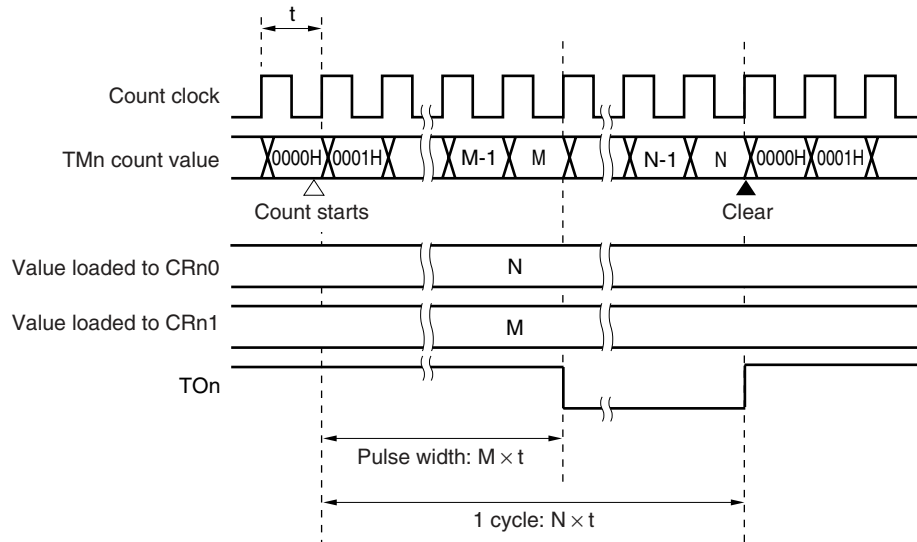 t
Count clock
TMn count value
0000H 0001H M-1 M N-1 N 0000H 0001H
Count starts
Clear
Value loaded to CRn0
N
Value loaded to CRn1
M
TOn
Pulse width: M × t
1 cycle: N × t